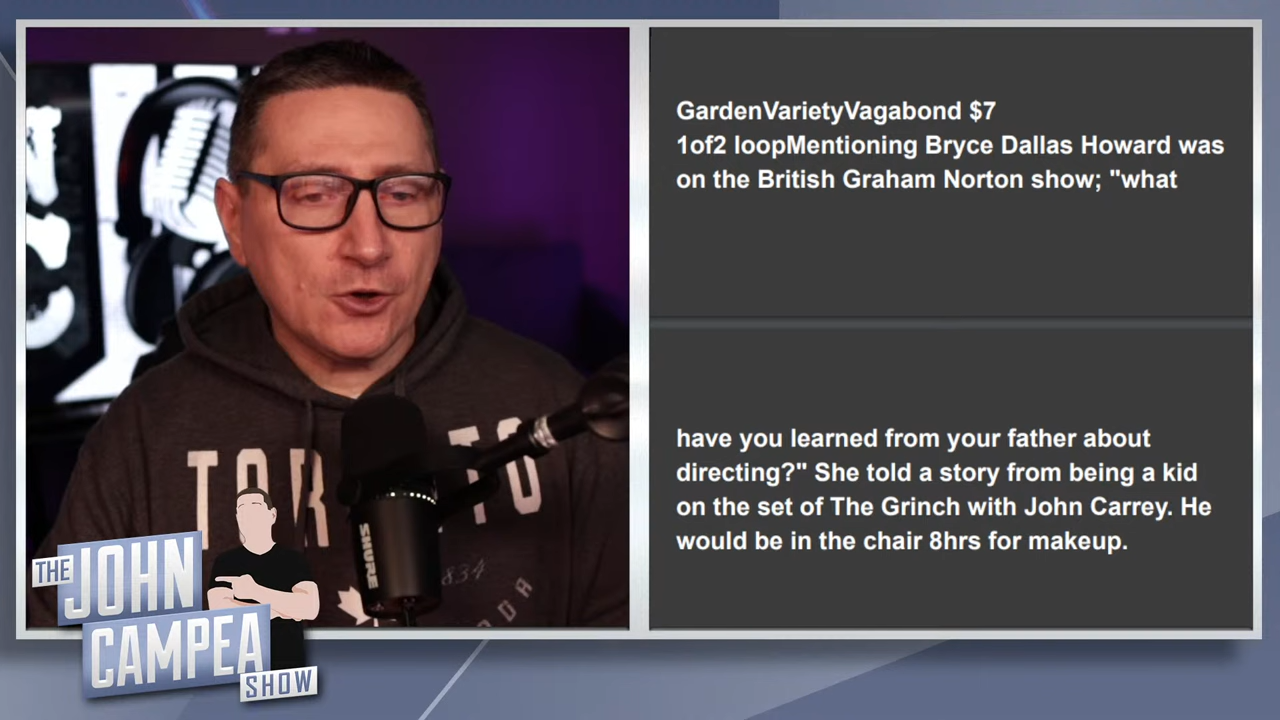 GardenVarietyVagabond $7
1of2 loopMentioning Bryce Dallas Howard was
on the British Graham Norton show; "what
have you learned from your father about
directing?" She told a story from being a kid
on the set of The Grinch with John Carrey. He
would be in the chair 8hrs for makeup.
SHURE
834
THE
JOHN
CAMPEA
SHOW